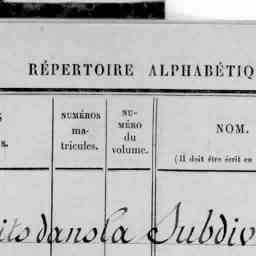 RÉPERTOIRE ALPHABÉTIQ
NUMÉROS
ma-
tricules.
NU-
MÉRO
du
volume.
NOM.
(Il doit être écrit en
s.
its dans la Subdiv